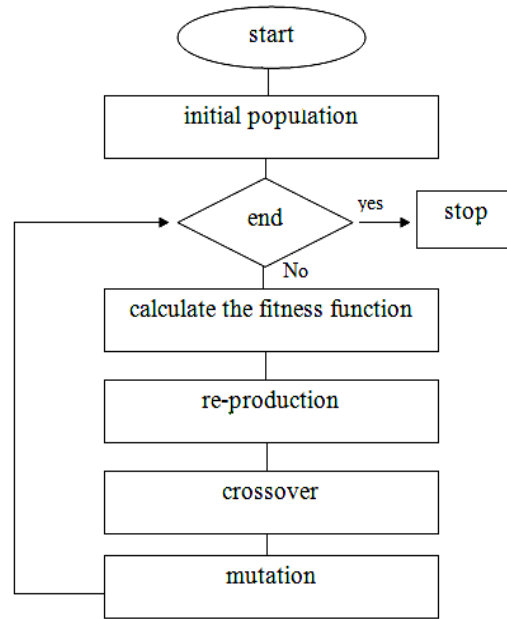 start
initial population
end
yes
stop
No
calculate the fitness function
re-production
crossover
mutation